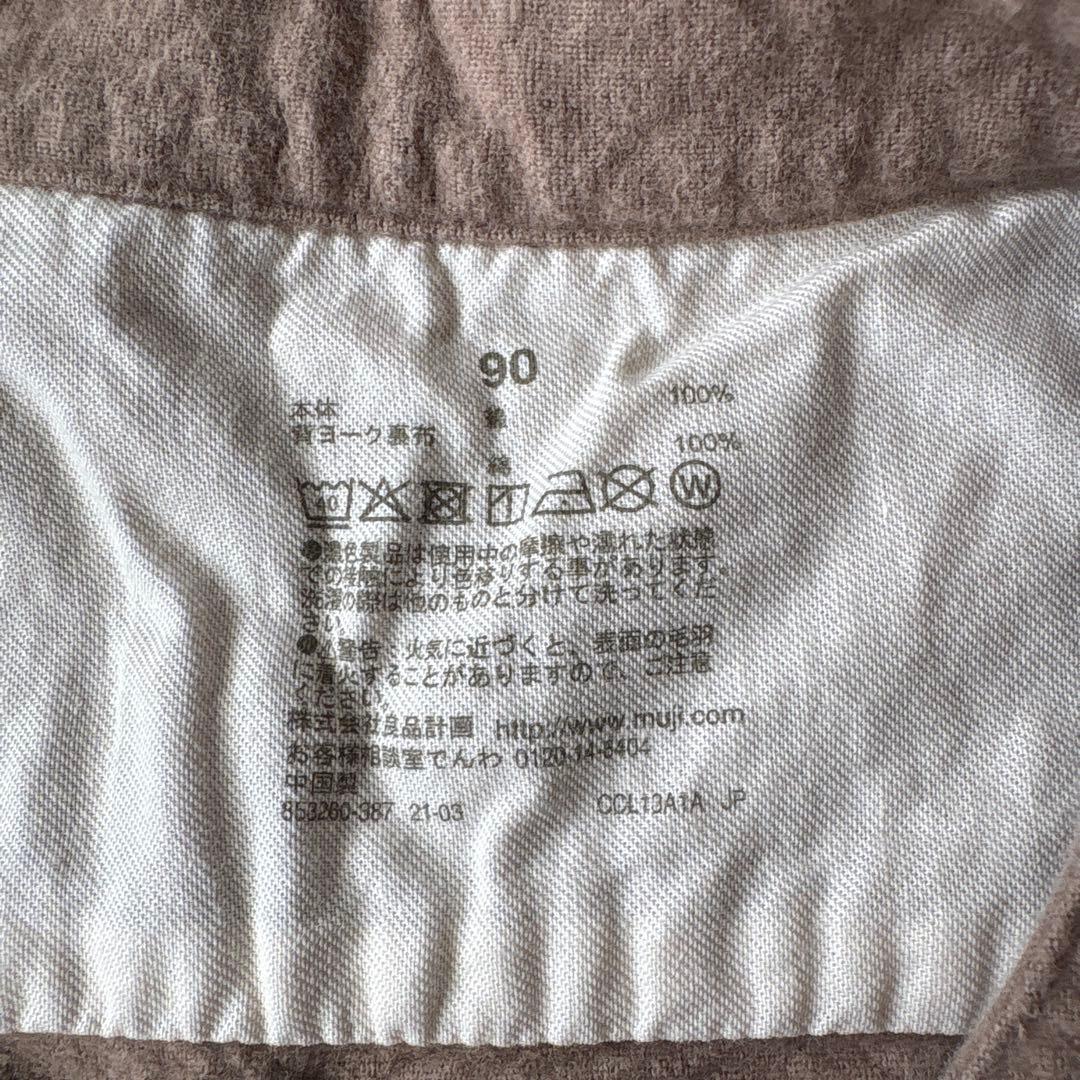 90
本体 綿 100%
背ヨーク裏布 綿 100%
40 W
●濃色製品は使用中の摩擦や濡れた状態
での摩擦により色移りする事があります。
洗濯の際は他のものと分けて洗ってくだ
さい。
●警告：火気に近づくと、表面の毛羽
に着火することがありますので、ご注意
ください。
株式会社良品計画 http://www.muji.com
お客様相談室でんわ 0120-14-6404
中国製
853260-387 21-03 CCL13A1A JP